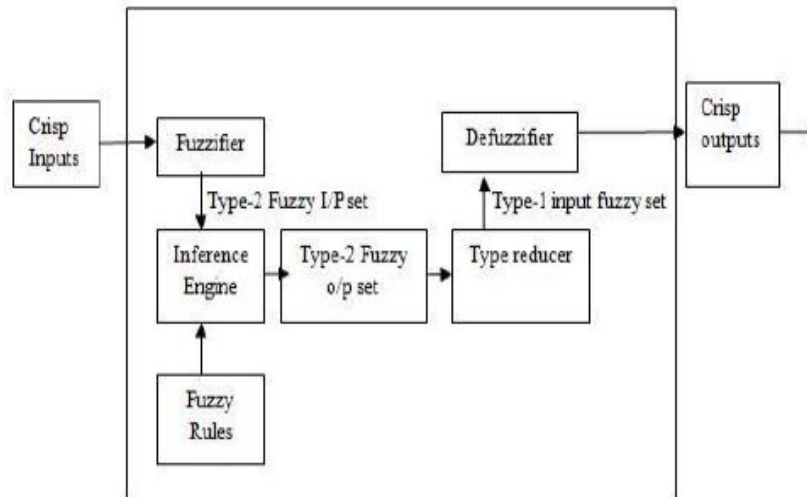 Crisp
Inputs
Fuzzifier
Type-2 Fuzzy I/P set
Inference
Engine
Fuzzy
Rules
Type-2 Fuzzy
o/p set
Type reducer
Type-1 input fuzzy set
Defuzzifier
Crisp
outputs